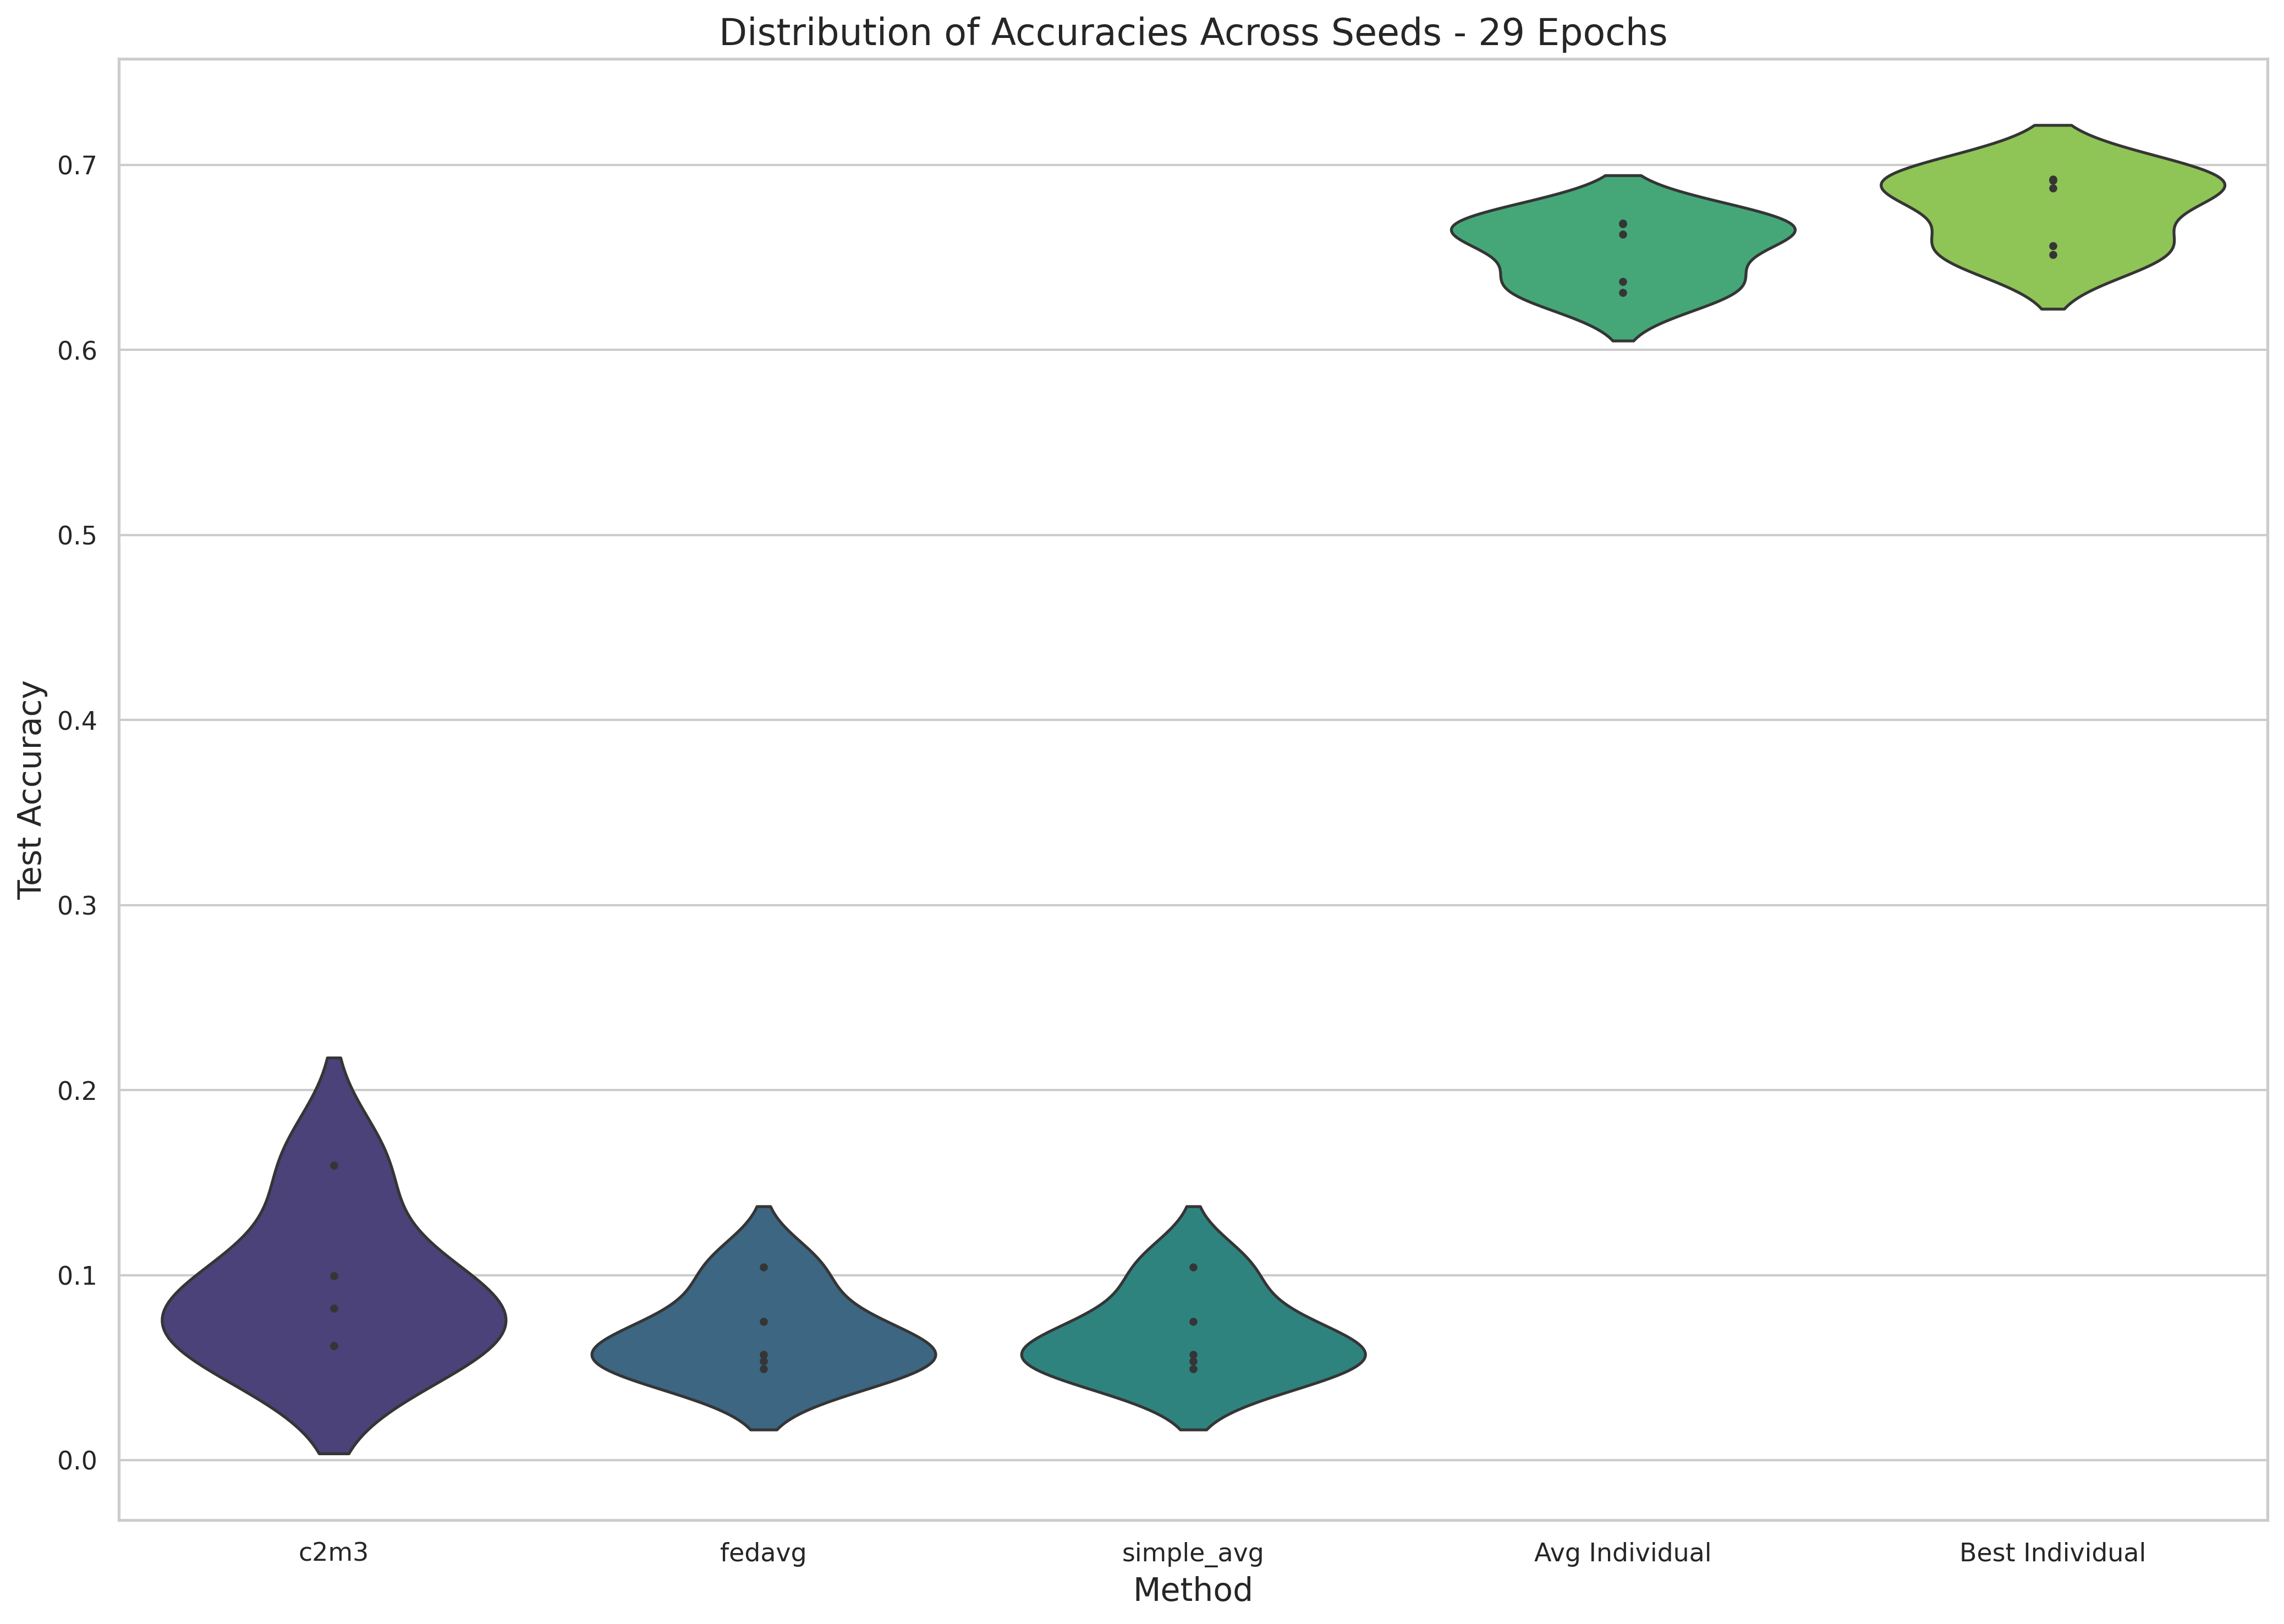 Distribution of Accuracies Across Seeds - 29 Epochs
Test Accuracy
0.7
0.6
0.5
0.4
0.3
0.2
0.1
0.0
c2m3 fedavg simple_avg Avg Individual Best Individual
Method